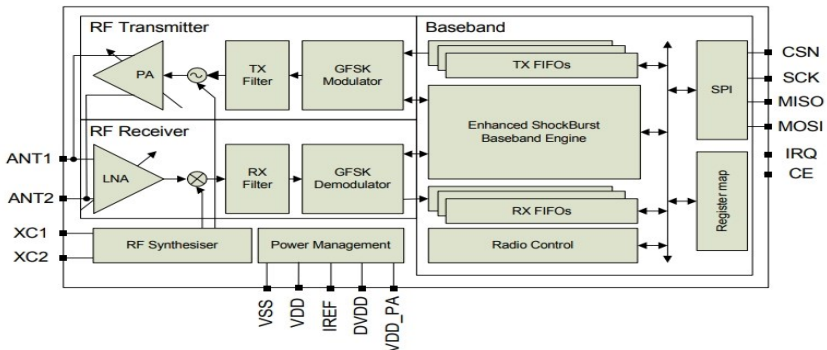 RF Transmitter
Baseband
PA
TX
Filter
GFSK
Modulator
TX FIFOs
SPI
CSN
SCK
MISO
MOSI
Enhanced ShockBurst
Baseband Engine
RF Receiver
ANT1
ANT2
LNA
RX
Filter
GFSK
Demodulator
IRQ
CE
Register map
RX FIFOs
XC1
XC2
RF Synthesiser
Power Management
Radio Control
VSS
VDD
IREF
DVDD
VDD_PA